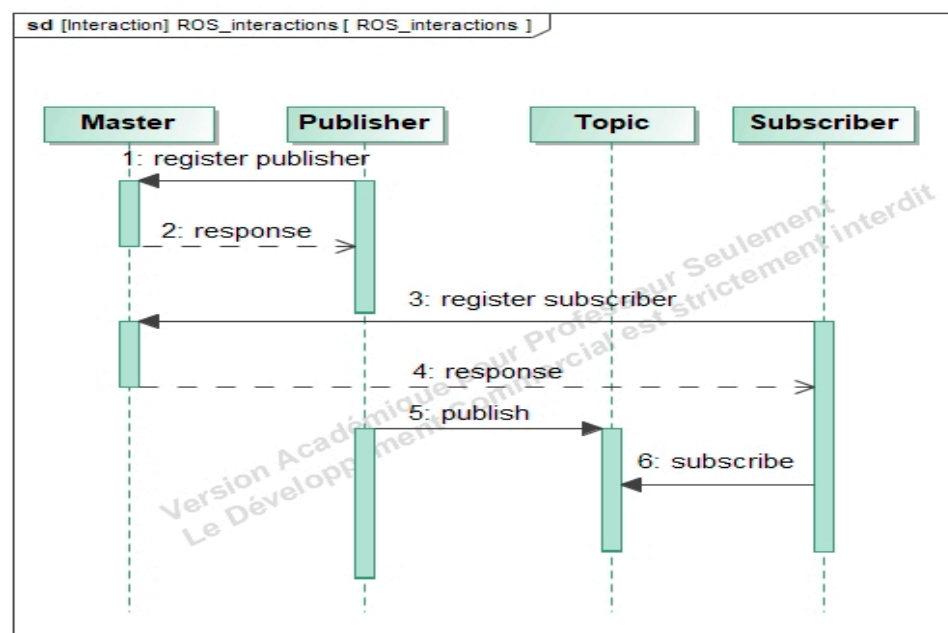 sd [Interaction] ROS_interactions [ ROS_interactions ]
Master
Publisher
Topic
Subscriber
1: register publisher
2: response
3: register subscriber
4: response
5: publish
6: subscribe
Version Académique pour Professeur Seulement
Le Développement Commercial est strictement interdit